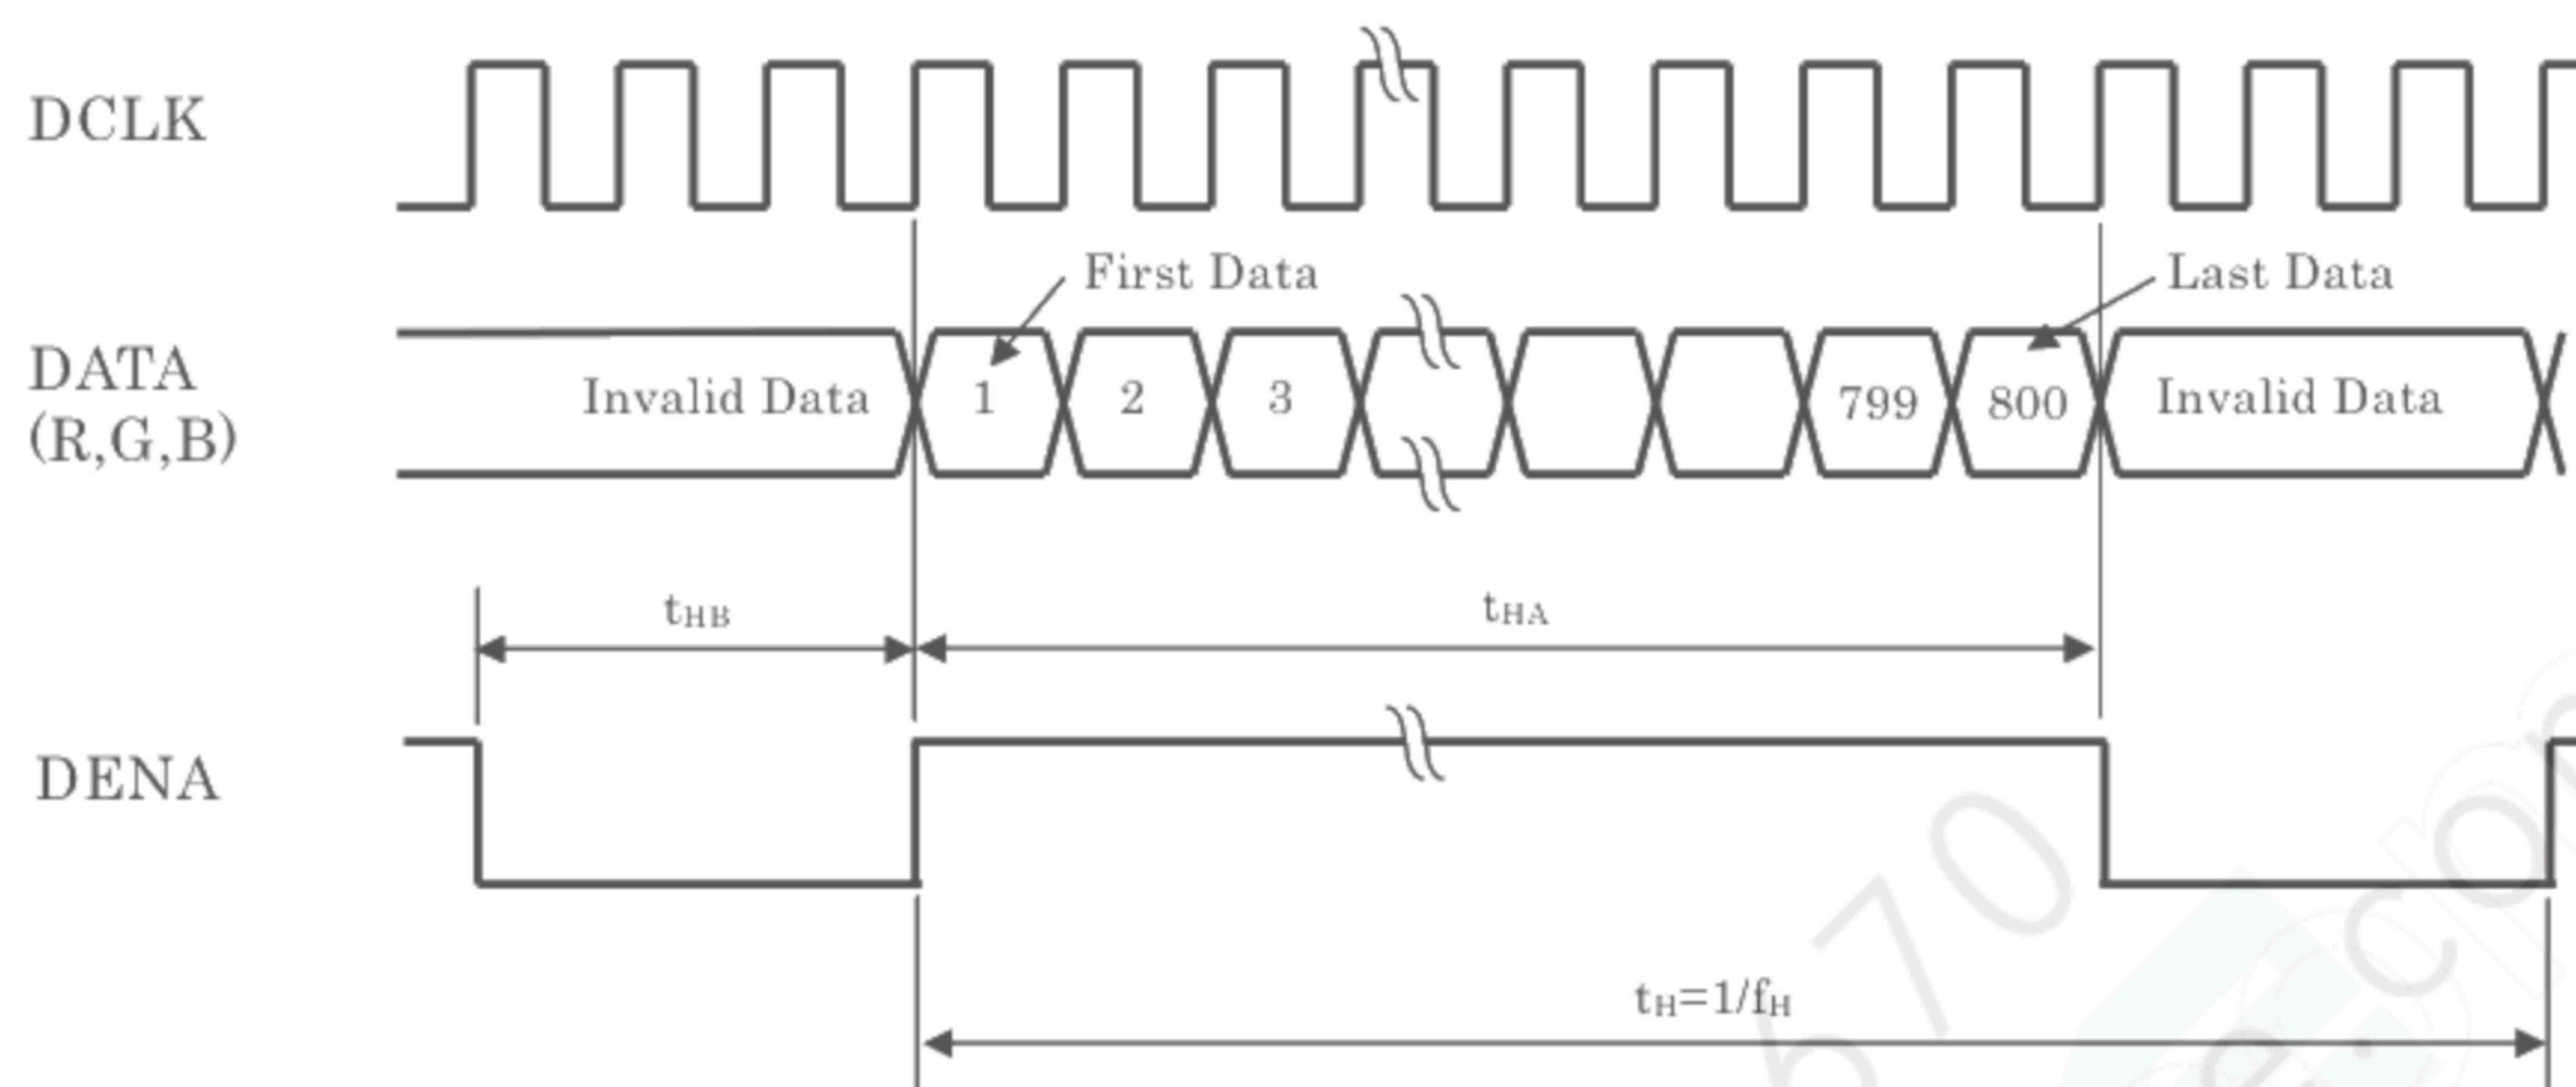 DCLK
First Data
Last Data
DATA
(R,G,B)
Invalid Data
1
2
3
799
800
Invalid Data
tHB
tHA
DENA
tH=1/fH